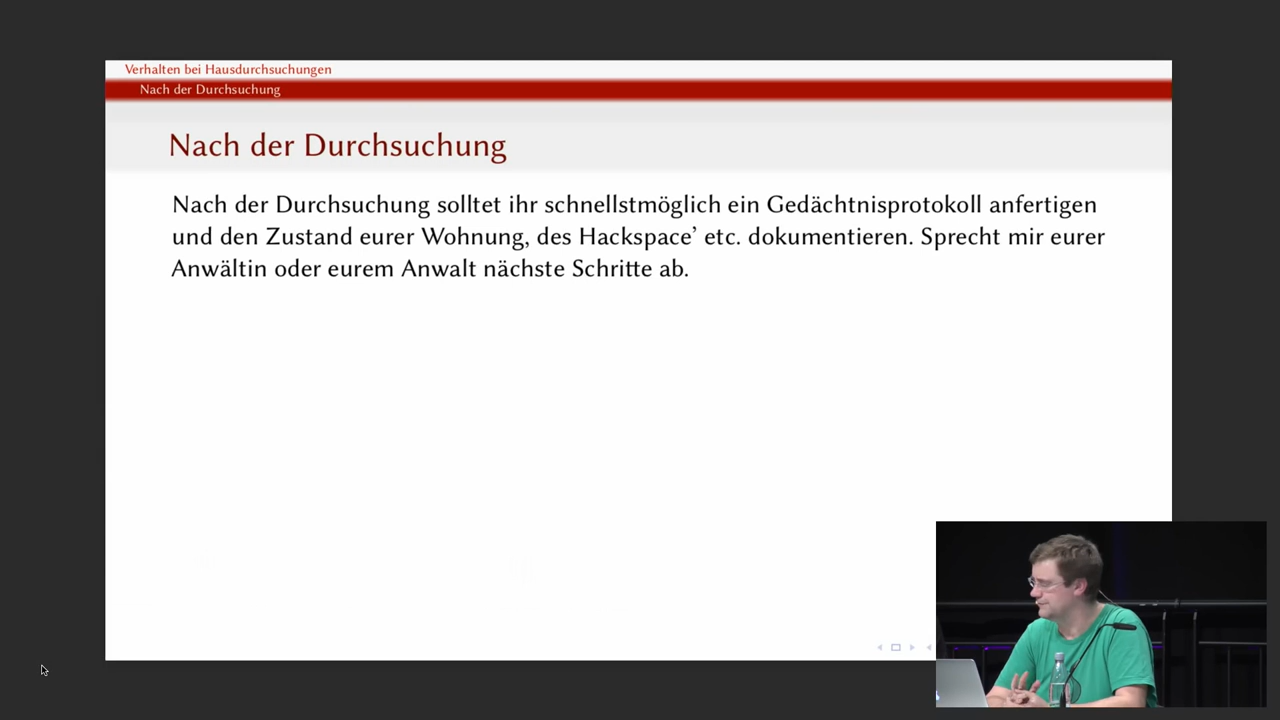 Verhalten bei Hausdurchsuchungen
Nach der Durchsuchung
Nach der Durchsuchung
Nach der Durchsuchung solltet ihr schnellstmöglich ein Gedächtnisprotokoll anfertigen
und den Zustand eurer Wohnung, des Hackspace’ etc. dokumentieren. Sprecht mir eurer
Anwältin oder eurem Anwalt nächste Schritte ab.